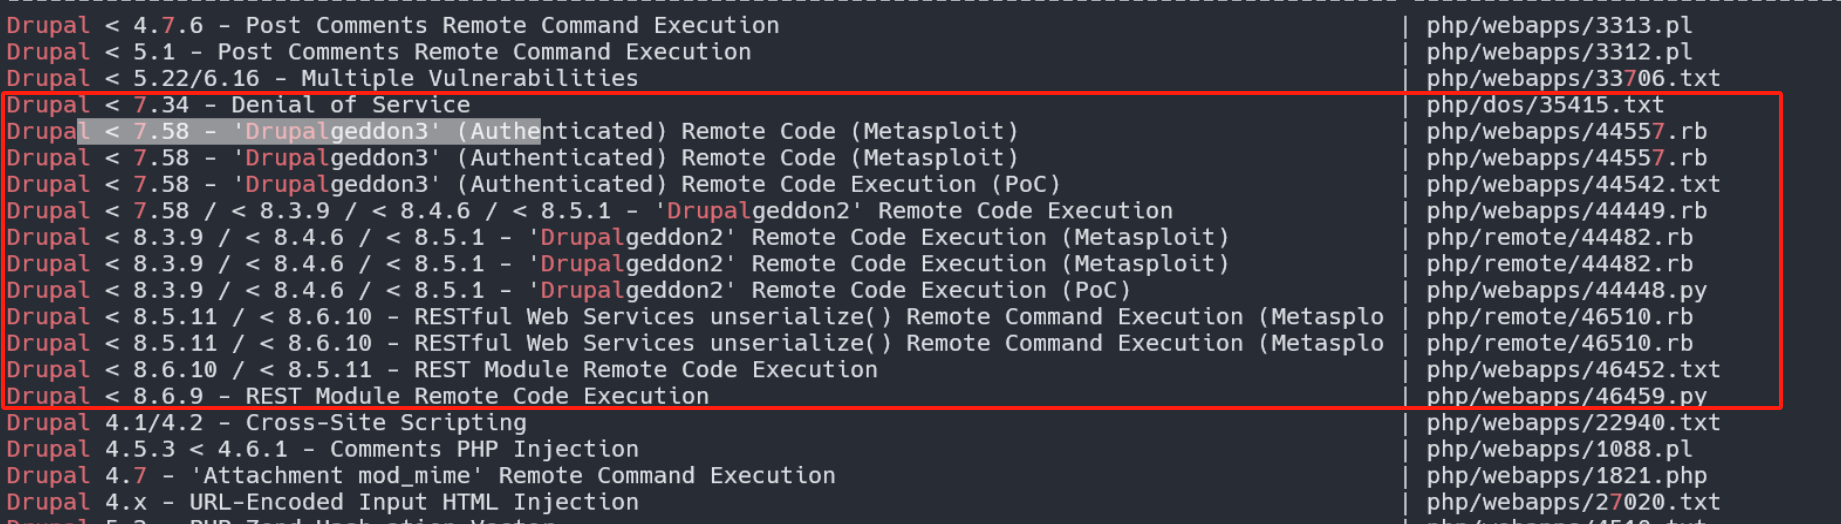 Drupal < 4.7.6 - Post Comments Remote Command Execution | php/webapps/3313.pl
Drupal < 5.1 - Post Comments Remote Command Execution | php/webapps/3312.pl
Drupal < 5.22/6.16 - Multiple Vulnerabilities | php/webapps/33706.txt
Drupal < 7.34 - Denial of Service | php/dos/35415.txt
Drupal < 7.58 - 'Drupalgeddon3' (Authenticated) Remote Code (Metasploit) | php/webapps/44557.rb
Drupal < 7.58 - 'Drupalgeddon3' (Authenticated) Remote Code (Metasploit) | php/webapps/44557.rb
Drupal < 7.58 - 'Drupalgeddon3' (Authenticated) Remote Code Execution (PoC) | php/webapps/44542.txt
Drupal < 7.58 / < 8.3.9 / < 8.4.6 / < 8.5.1 - 'Drupalgeddon2' Remote Code Execution | php/webapps/44449.rb
Drupal < 8.3.9 / < 8.4.6 / < 8.5.1 - 'Drupalgeddon2' Remote Code Execution (Metasploit) | php/remote/44482.rb
Drupal < 8.3.9 / < 8.4.6 / < 8.5.1 - 'Drupalgeddon2' Remote Code Execution (Metasploit) | php/remote/44482.rb
Drupal < 8.3.9 / < 8.4.6 / < 8.5.1 - 'Drupalgeddon2' Remote Code Execution (PoC) | php/webapps/44448.py
Drupal < 8.5.11 / < 8.6.10 - RESTful Web Services unserialize() Remote Command Execution (Metasplo | php/remote/46510.rb
Drupal < 8.5.11 / < 8.6.10 - RESTful Web Services unserialize() Remote Command Execution (Metasplo | php/remote/46510.rb
Drupal < 8.6.10 / < 8.5.11 - REST Module Remote Code Execution | php/webapps/46452.txt
Drupal < 8.6.9 - REST Module Remote Code Execution | php/webapps/46459.py
Drupal 4.1/4.2 - Cross-Site Scripting | php/webapps/22940.txt
Drupal 4.5.3 < 4.6.1 - Comments PHP Injection | php/webapps/1088.pl
Drupal 4.7 - 'Attachment mod_mime' Remote Command Execution | php/webapps/1821.php
Drupal 4.x - URL-Encoded Input HTML Injection | php/webapps/27020.txt